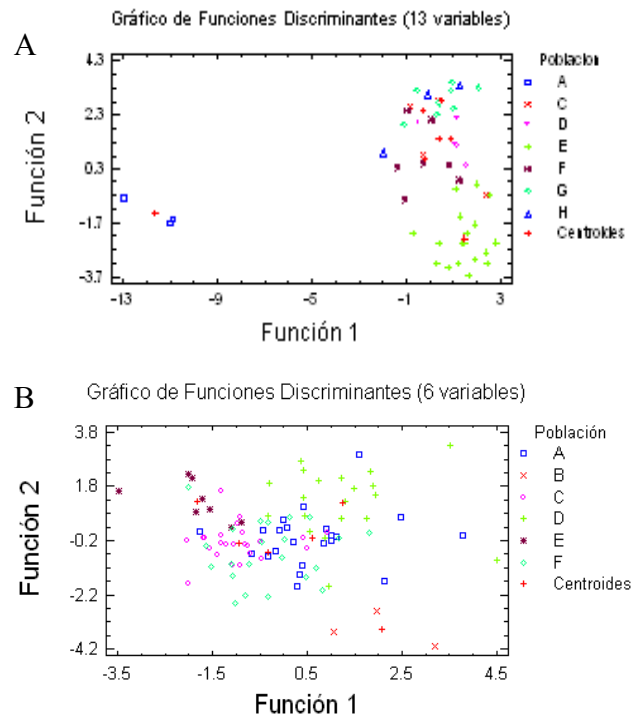 Gráfico de Funciones Discriminantes (13 variables)
A
4.3
2.3
0.3
-1.7
-3.7
Función 2
-13
-9
-5
-1
3
Función 1
Poblacion
A
C
D
E
F
G
H
Centroides
B
Gráfico de Funciones Discriminantes (6 variables)
3.8
1.8
-0.2
-2.2
-4.2
Función 2
-3.5
-1.5
0.5
2.5
4.5
Función 1
Población
A
B
C
D
E
F
Centroides